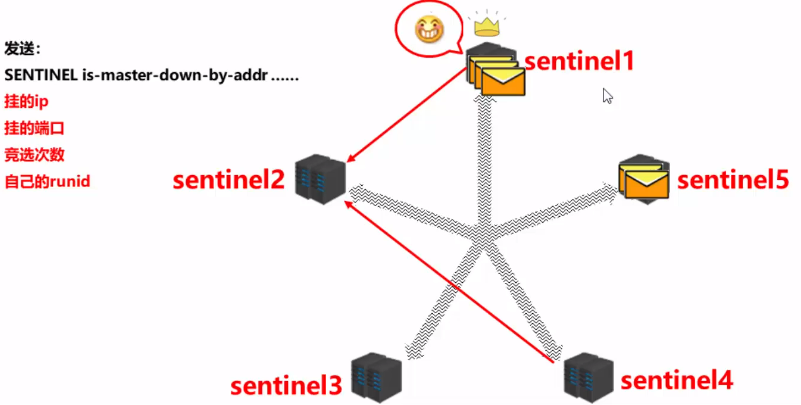 发送：
SENTINEL is-master-down-by-addr ......
挂的ip
挂的端口
竞选次数
自己的runid
sentinel1
sentinel2
sentinel5
sentinel3
sentinel4